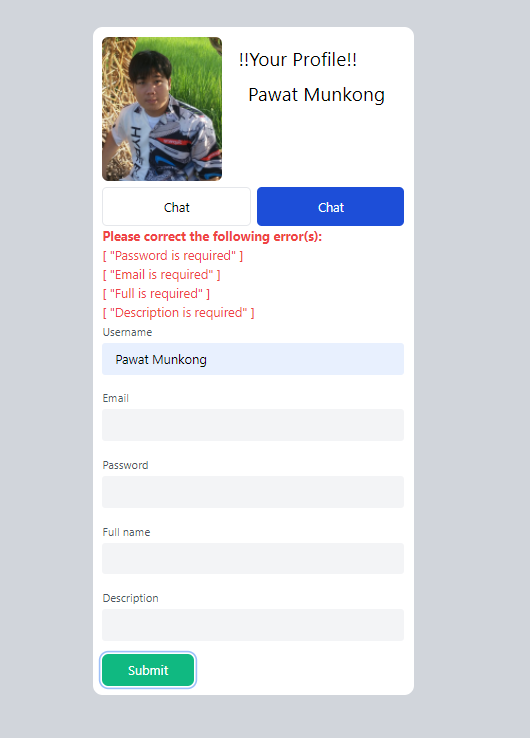 !!Your Profile!!
Pawat Munkong
Chat
Chat
Please correct the following error(s):
[ "Password is required" ]
[ "Email is required" ]
[ "Full is required" ]
[ "Description is required" ]
Username
Pawat Munkong
Email
Password
Full name
Description
Submit